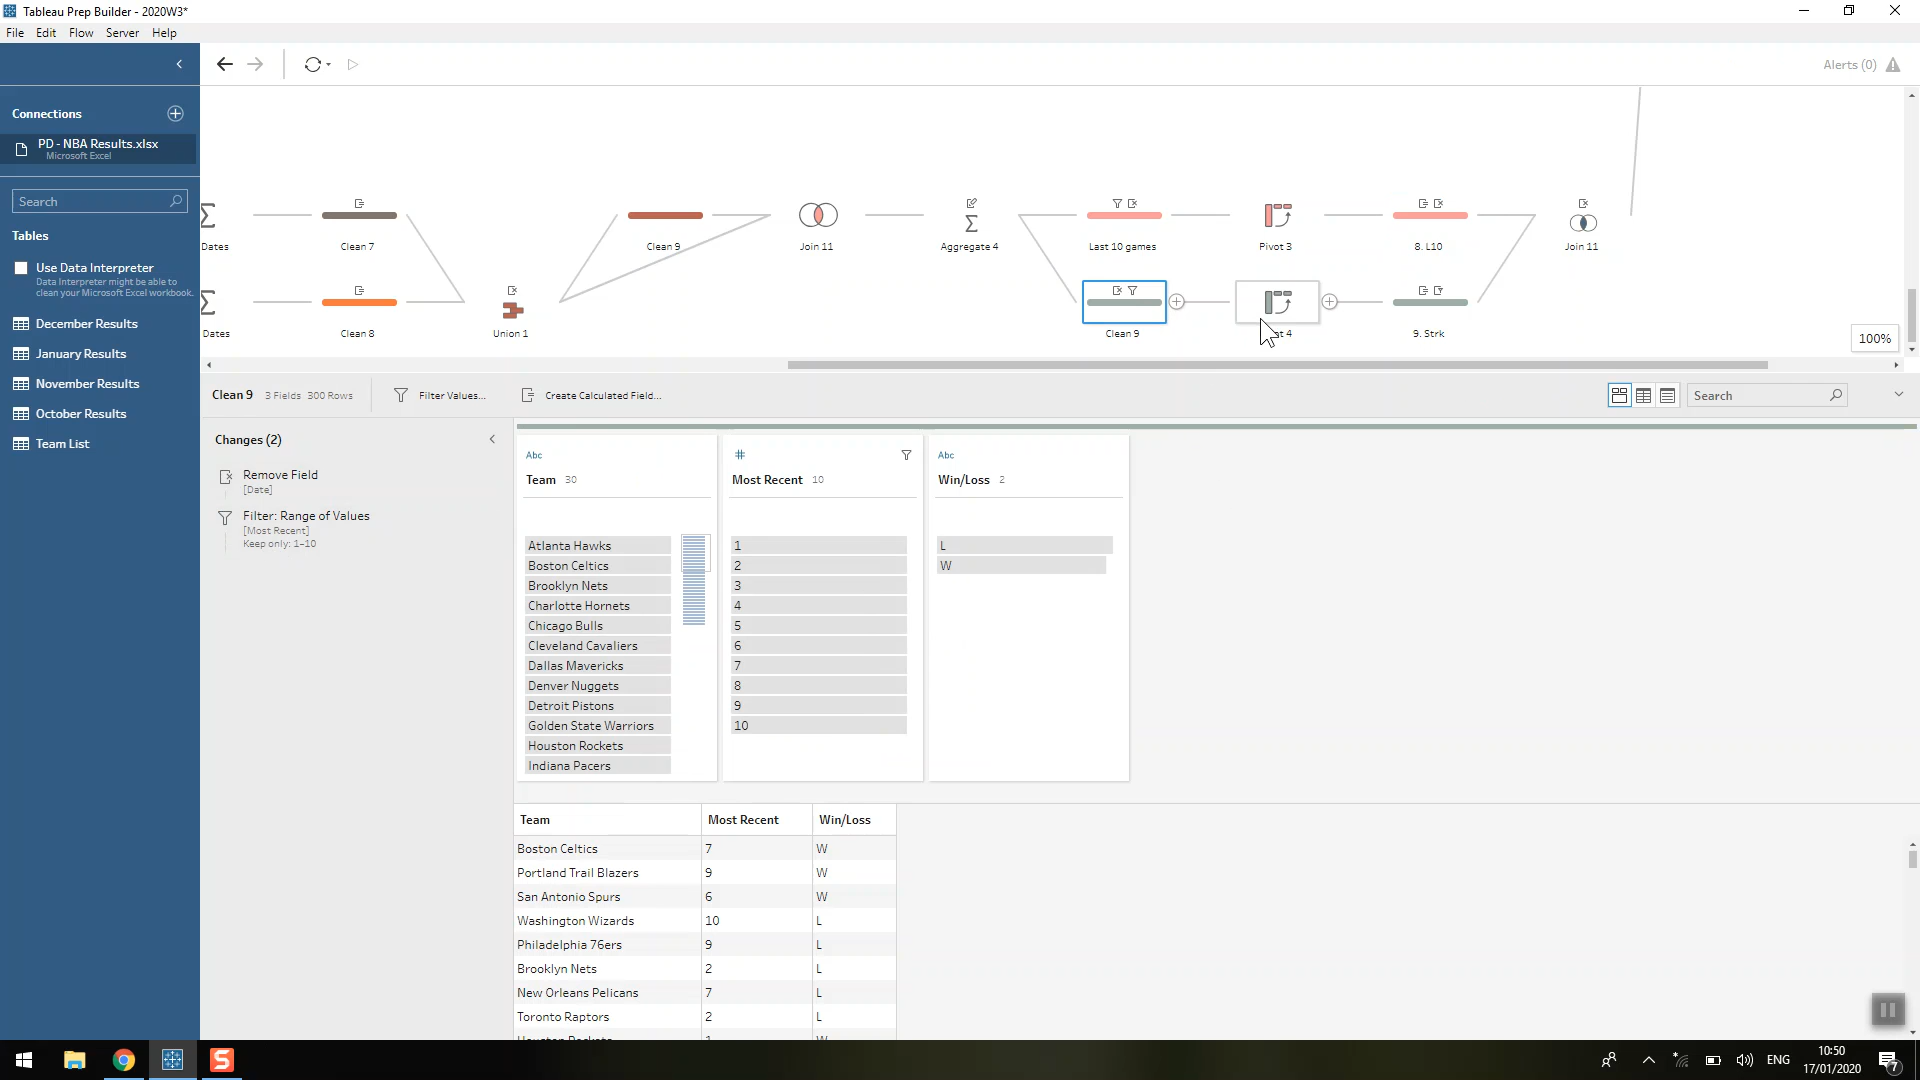 Tableau Prep Builder - 2020W3*
File Edit Flow Server Help
Alerts (0)
Connections
PD - NBA Results.xlsx
Microsoft Excel
Search
Tables
Use Data Interpreter
Data Interpreter might be able to
clean your Microsoft Excel workbook.
December Results
January Results
November Results
October Results
Team List
Dates
Clean 7
Clean 9
Join 11
Aggregate 4
Last 10 games
Pivot 3
8. L10
Join 11
Dates
Clean 8
Union 1
Clean 9
9. Strk
100%
Clean 9 3 Fields 300 Rows
Filter Values...
Create Calculated Field...
Search
Changes (2)
Remove Field
[Date]
Filter: Range of Values
[Most Recent]
Keep only: 1-10
Abc
Team 30
Atlanta Hawks
Boston Celtics
Brooklyn Nets
Charlotte Hornets
Chicago Bulls
Cleveland Cavaliers
Dallas Mavericks
Denver Nuggets
Detroit Pistons
Golden State Warriors
Houston Rockets
Indiana Pacers
#
Most Recent 10
1
2
3
4
5
6
7
8
9
10
Abc
Win/Loss 2
L
W
Team Most Recent Win/Loss
Boston Celtics 7 W
Portland Trail Blazers 9 W
San Antonio Spurs 6 W
Washington Wizards 10 L
Philadelphia 76ers 9 L
Brooklyn Nets 2 L
New Orleans Pelicans 7 L
Toronto Raptors 2 L
ENG
10:50
17/01/2020
7